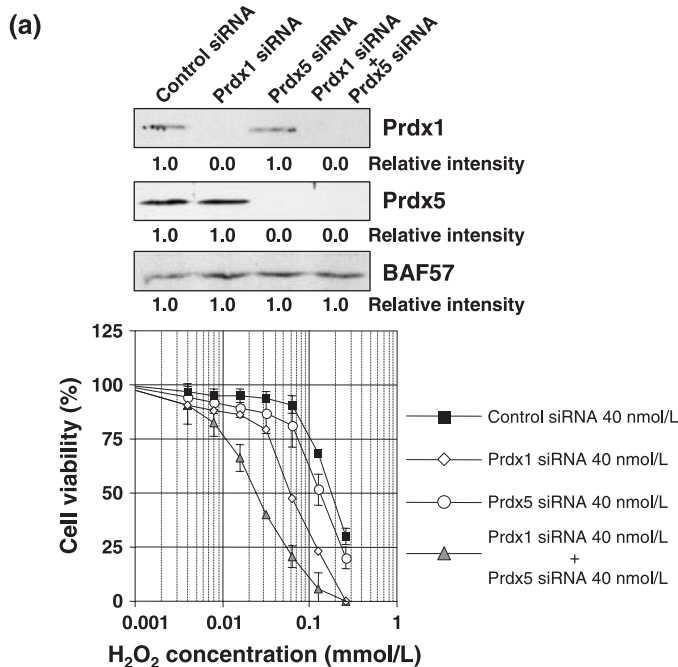 (a)
Control siRNA
Prdx1 siRNA
Prdx5 siRNA
Prdx1 siRNA
+
Prdx5 siRNA
Prdx1
1.0 0.0 1.0 0.0 Relative intensity
Prdx5
1.0 1.0 0.0 0.0 Relative intensity
BAF57
1.0 1.0 1.0 1.0 Relative intensity
125
100
75
50
25
0
Cell viability (%)
0.001 0.01 0.1 1
H₂O₂ concentration (mmol/L)
Control siRNA 40 nmol/L
Prdx1 siRNA 40 nmol/L
Prdx5 siRNA 40 nmol/L
Prdx1 siRNA 40 nmol/L
+
Prdx5 siRNA 40 nmol/L